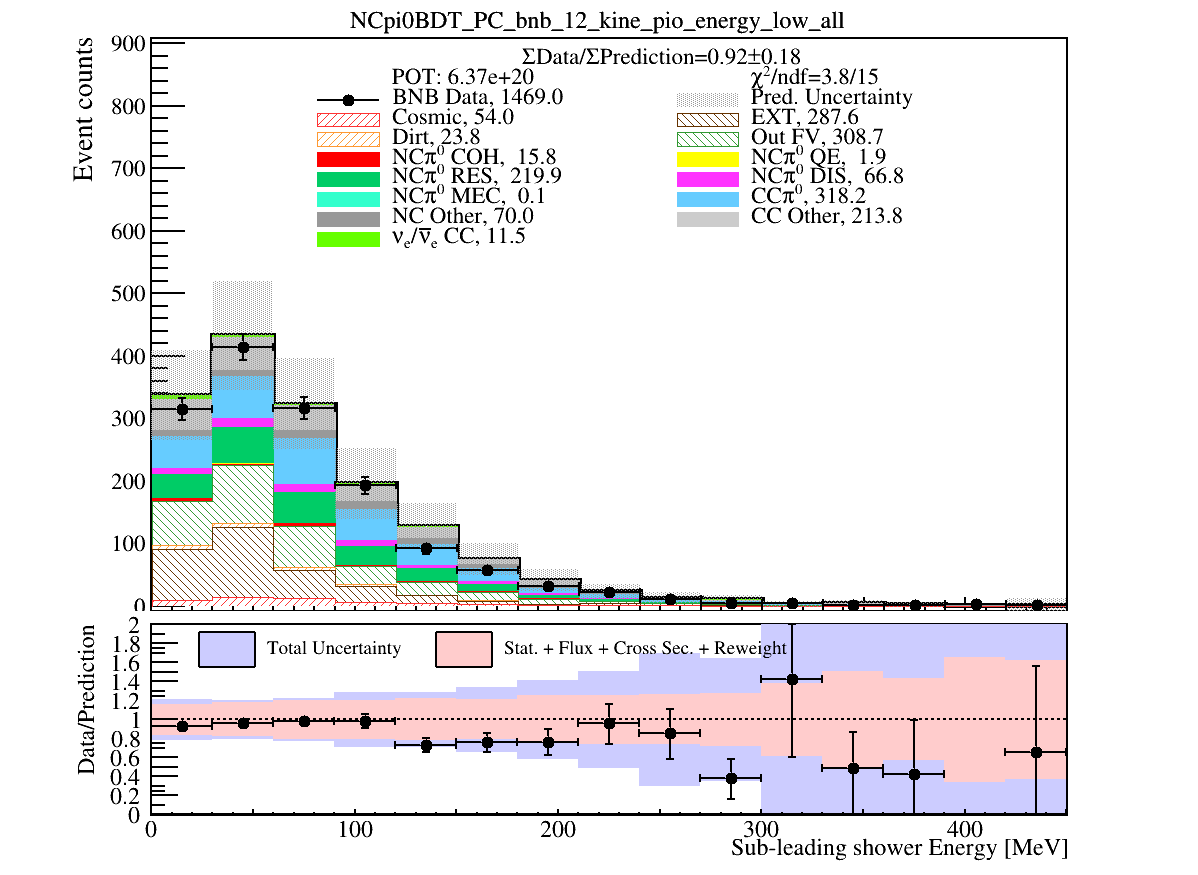 NCpi0BDT_PC_bnb_12_kine_pio_energy_low_all
ΣData/ΣPrediction=0.92±0.18
POT: 6.37e+20 χ²/ndf=3.8/15
BNB Data, 1469.0 Pred. Uncertainty
Cosmic, 54.0 EXT, 287.6
Dirt, 23.8 Out FV, 308.7
NCπ⁰ COH, 15.8 NCπ⁰ QE, 1.9
NCπ⁰ RES, 219.9 NCπ⁰ DIS, 66.8
NCπ⁰ MEC, 0.1 CCπ⁰, 318.2
NC Other, 70.0 CC Other, 213.8
νₑ/ν̅ₑ CC, 11.5
Event counts
900
800
700
600
500
400
300
200
100
0
Total Uncertainty Stat. + Flux + Cross Sec. + Reweight
Data/Prediction
2
1.8
1.6
1.4
1.2
1
0.8
0.6
0.4
0.2
0
0 100 200 300 400
Sub-leading shower Energy [MeV]